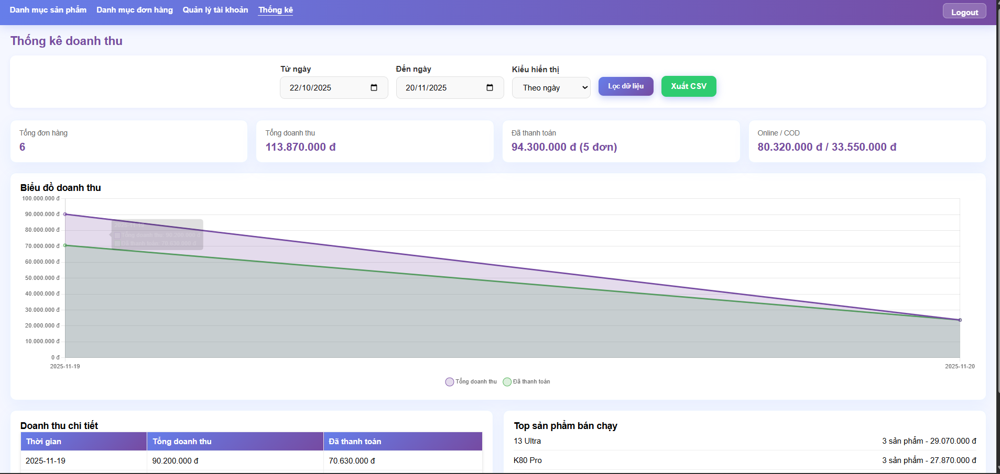 Danh mục sản phẩm Danh mục đơn hàng Quản lý tài khoản Thống kê Logout
Thống kê doanh thu
Từ ngày Đến ngày Kiểu hiển thị
22/10/2025 20/11/2025 Theo ngày Lọc dữ liệu Xuất CSV
Tổng đơn hàng Tổng doanh thu Đã thanh toán Online / COD
6 113.870.000 đ 94.300.000 đ (5 đơn) 80.320.000 đ / 33.550.000 đ
Biểu đồ doanh thu
100.000.000 đ
90.000.000 đ
80.000.000 đ
Tổng doanh thu: 90.200.000 đ
Đã thanh toán: 70.630.000 đ
70.000.000 đ
60.000.000 đ
50.000.000 đ
40.000.000 đ
30.000.000 đ
20.000.000 đ
10.000.000 đ
0 đ
2025-11-19 2025-11-20
Tổng doanh thu Đã thanh toán
Doanh thu chi tiết
Thời gian Tổng doanh thu Đã thanh toán
2025-11-19 90.200.000 đ 70.630.000 đ
Top sản phẩm bán chạy
13 Ultra 3 sản phẩm - 29.070.000 đ
K80 Pro 3 sản phẩm - 27.870.000 đ